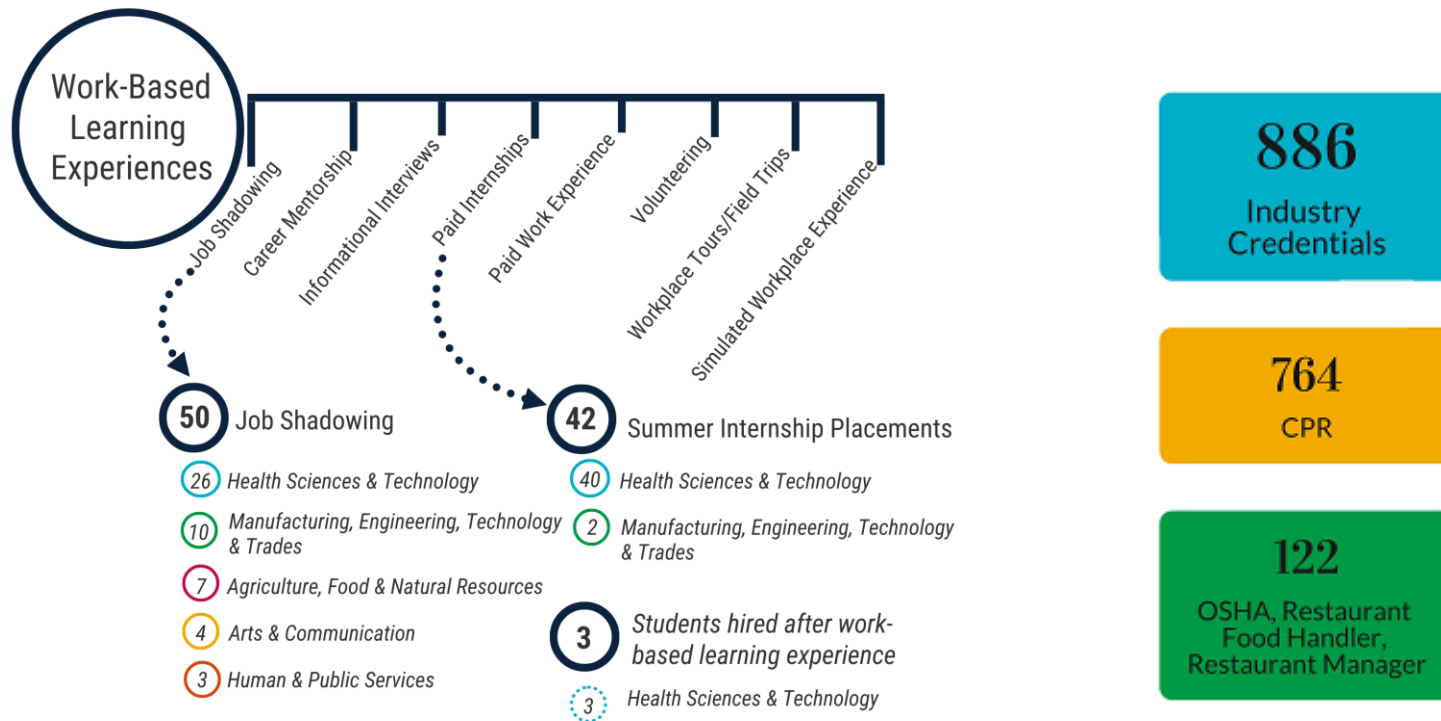 Work-Based
Learning
Experiences
Job Shadowing
Career Mentorship
Informational Interviews
Paid Internships
Paid Work Experience
Volunteering
Workplace Tours/Field Trips
Simulated Workplace Experience
50 Job Shadowing
26 Health Sciences & Technology
10 Manufacturing, Engineering, Technology
& Trades
7 Agriculture, Food & Natural Resources
4 Arts & Communication
3 Human & Public Services
42 Summer Internship Placements
40 Health Sciences & Technology
2 Manufacturing, Engineering, Technology
& Trades
3 Students hired after work-
based learning experience
3 Health Sciences & Technology
886
Industry
Credentials
764
CPR
122
OSHA, Restaurant
Food Handler,
Restaurant Manager